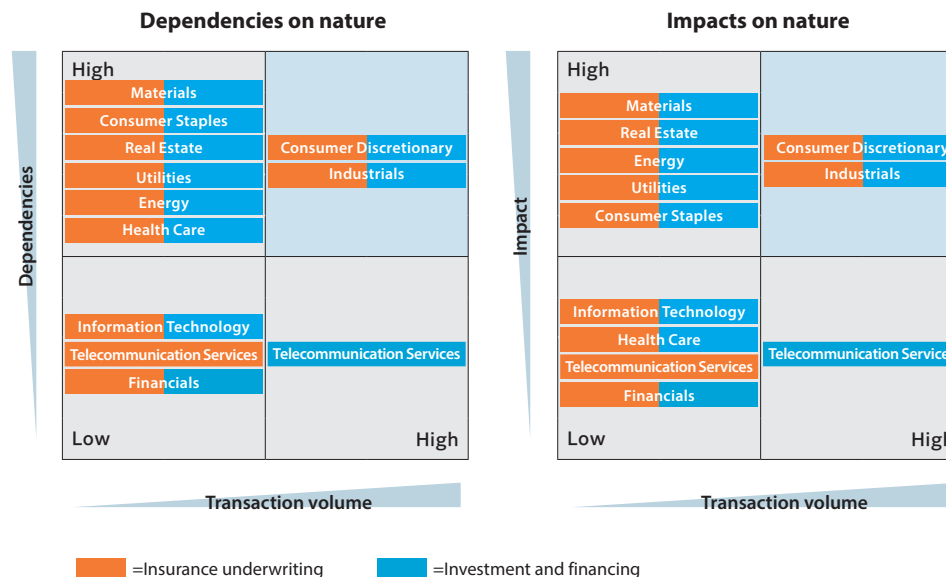 Dependencies on nature
High
Materials
Consumer Staples
Real Estate
Utilities
Energy
Health Care
Consumer Discretionary
Industrials
Information Technology
Telecommunication Services
Financials
Telecommunication Services
Low
High
Dependencies
Transaction volume
Impacts on nature
High
Materials
Real Estate
Energy
Utilities
Consumer Staples
Consumer Discretionary
Industrials
Information Technology
Health Care
Telecommunication Services
Financials
Telecommunication Service
Low
High
Impact
Transaction volume
=Insurance underwriting
=Investment and financing